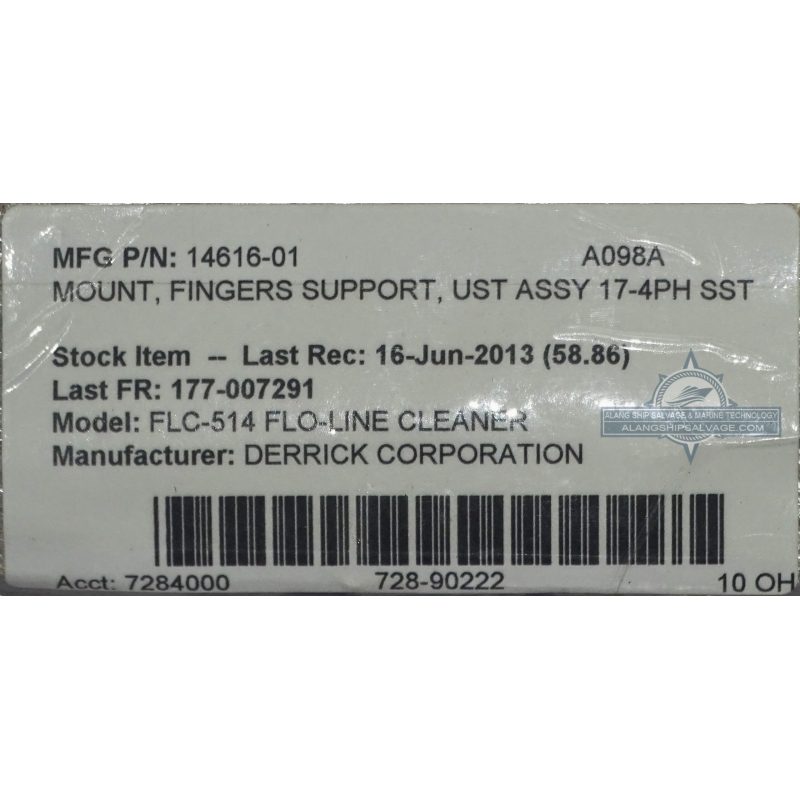 MFG P/N: 14616-01 A098A
MOUNT, FINGERS SUPPORT, UST ASSY 17-4PH SST
Stock Item -- Last Rec: 16-Jun-2013 (58.86)
Last FR: 177-007291
Model: FLC-514 FLO-LINE CLEANER
Manufacturer: DERRICK CORPORATION
ALANG SHIP SALVAGE & MARINE TECHNOLOGY
ALANGSHIPSALVAGE.COM
Acct: 7284000 728-90222 10 OH